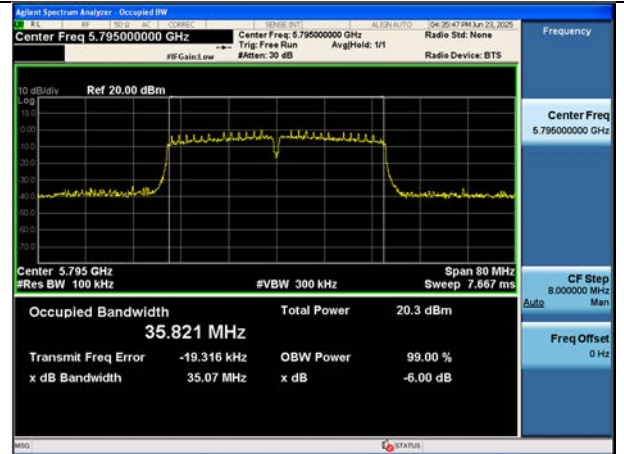 Agilent Spectrum Analyzer - Occupied BW
RL RF 50 Ω AC CORREC SENSE:INT ALIGN AUTO 04:35:47 PM Jun 23, 2025
Center Freq 5.795000000 GHz
Center Freq: 5.795000000 GHz Radio Std: None
Trig: Free Run Avg|Hold: 1/1
#IFGain:Low #Atten: 30 dB Radio Device: BTS
Frequency
10 dB/div Ref 20.00 dBm
Log
10.0
0.00
-10.0
-20.0
-30.0
-40.0
-50.0
-60.0
-70.0
Center Freq
5.795000000 GHz
Center 5.795 GHz Span 80 MHz
#Res BW 100 kHz #VBW 300 kHz Sweep 7.667 ms
CF Step
8.000000 MHz
Auto Man
Occupied Bandwidth Total Power 20.3 dBm
35.821 MHz
Freq Offset
0 Hz
Transmit Freq Error -19.316 kHz OBW Power 99.00 %
x dB Bandwidth 35.07 MHz x dB -6.00 dB
MSG STATUS